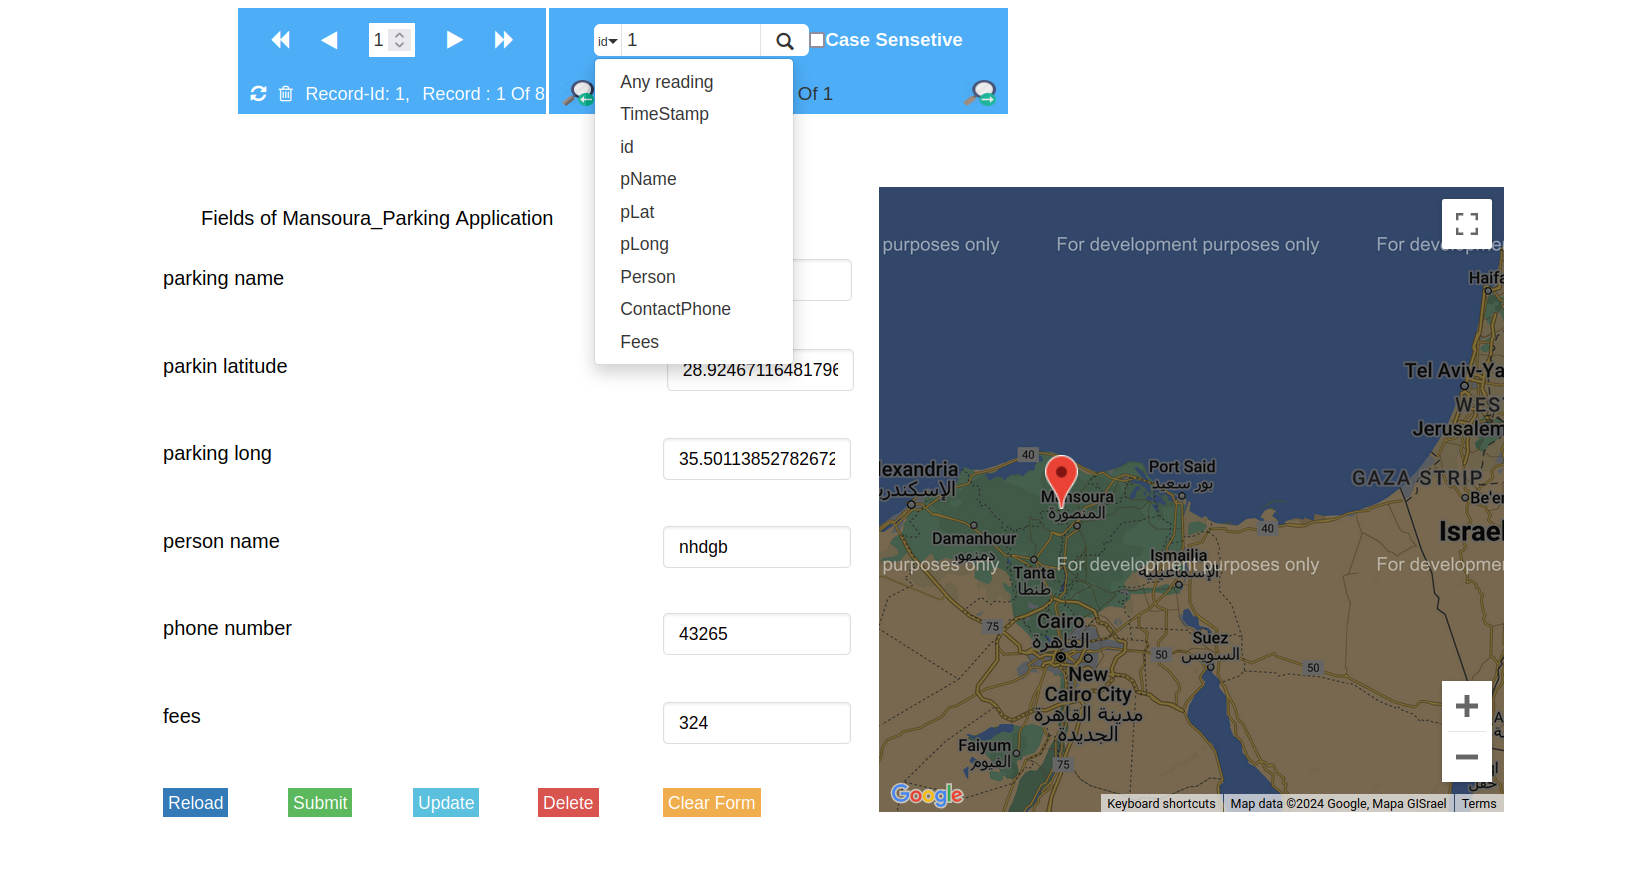 1
id
1
Case Sensetive
Record-Id: 1, Record : 1 Of 8
Of 1
Any reading
TimeStamp
id
pName
pLat
pLong
Person
ContactPhone
Fees
Fields of Mansoura_Parking Application
parking name
parkin latitude
28.92467116481796
parking long
35.50113852782672
person name
nhdgb
phone number
43265
fees
324
Reload
Submit
Update
Delete
Clear Form
purposes only
For development purposes only
For developmen
Haifa
Tel Aviv-Ya
WEST
Jerusalem
GAZA STRIP
Be'er
Israel
40
Port Said
بور سعيد
lexandria
الإسكندرية
Mansoura
المنصورة
40
Damanhour
دمنهور
Ismailia
الإسماعيلية
purposes only
For development purposes only
For developmen
Tanta
طنطا
75
Cairo
القاهرة
50
Suez
السويس
50
New
Cairo City
مدينة القاهرة
الجديدة
Faiyum
الفيوم
75
Google
Keyboard shortcuts
Map data ©2024 Google, Mapa GISrael
Terms